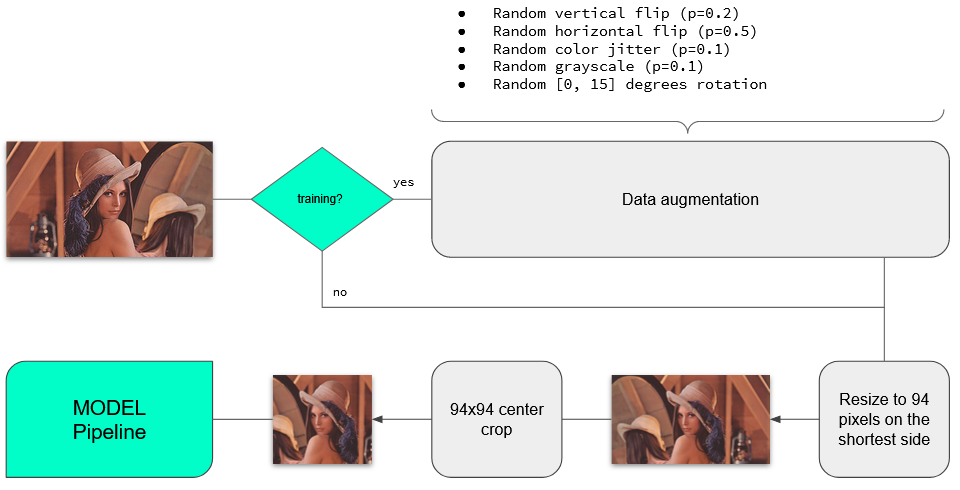 ● Random vertical flip (p=0.2)
● Random horizontal flip (p=0.5)
● Random color jitter (p=0.1)
● Random grayscale (p=0.1)
● Random [0, 15] degrees rotation
training?
yes
Data augmentation
no
Resize to 94
pixels on the
shortest side
94x94 center
crop
MODEL
Pipeline